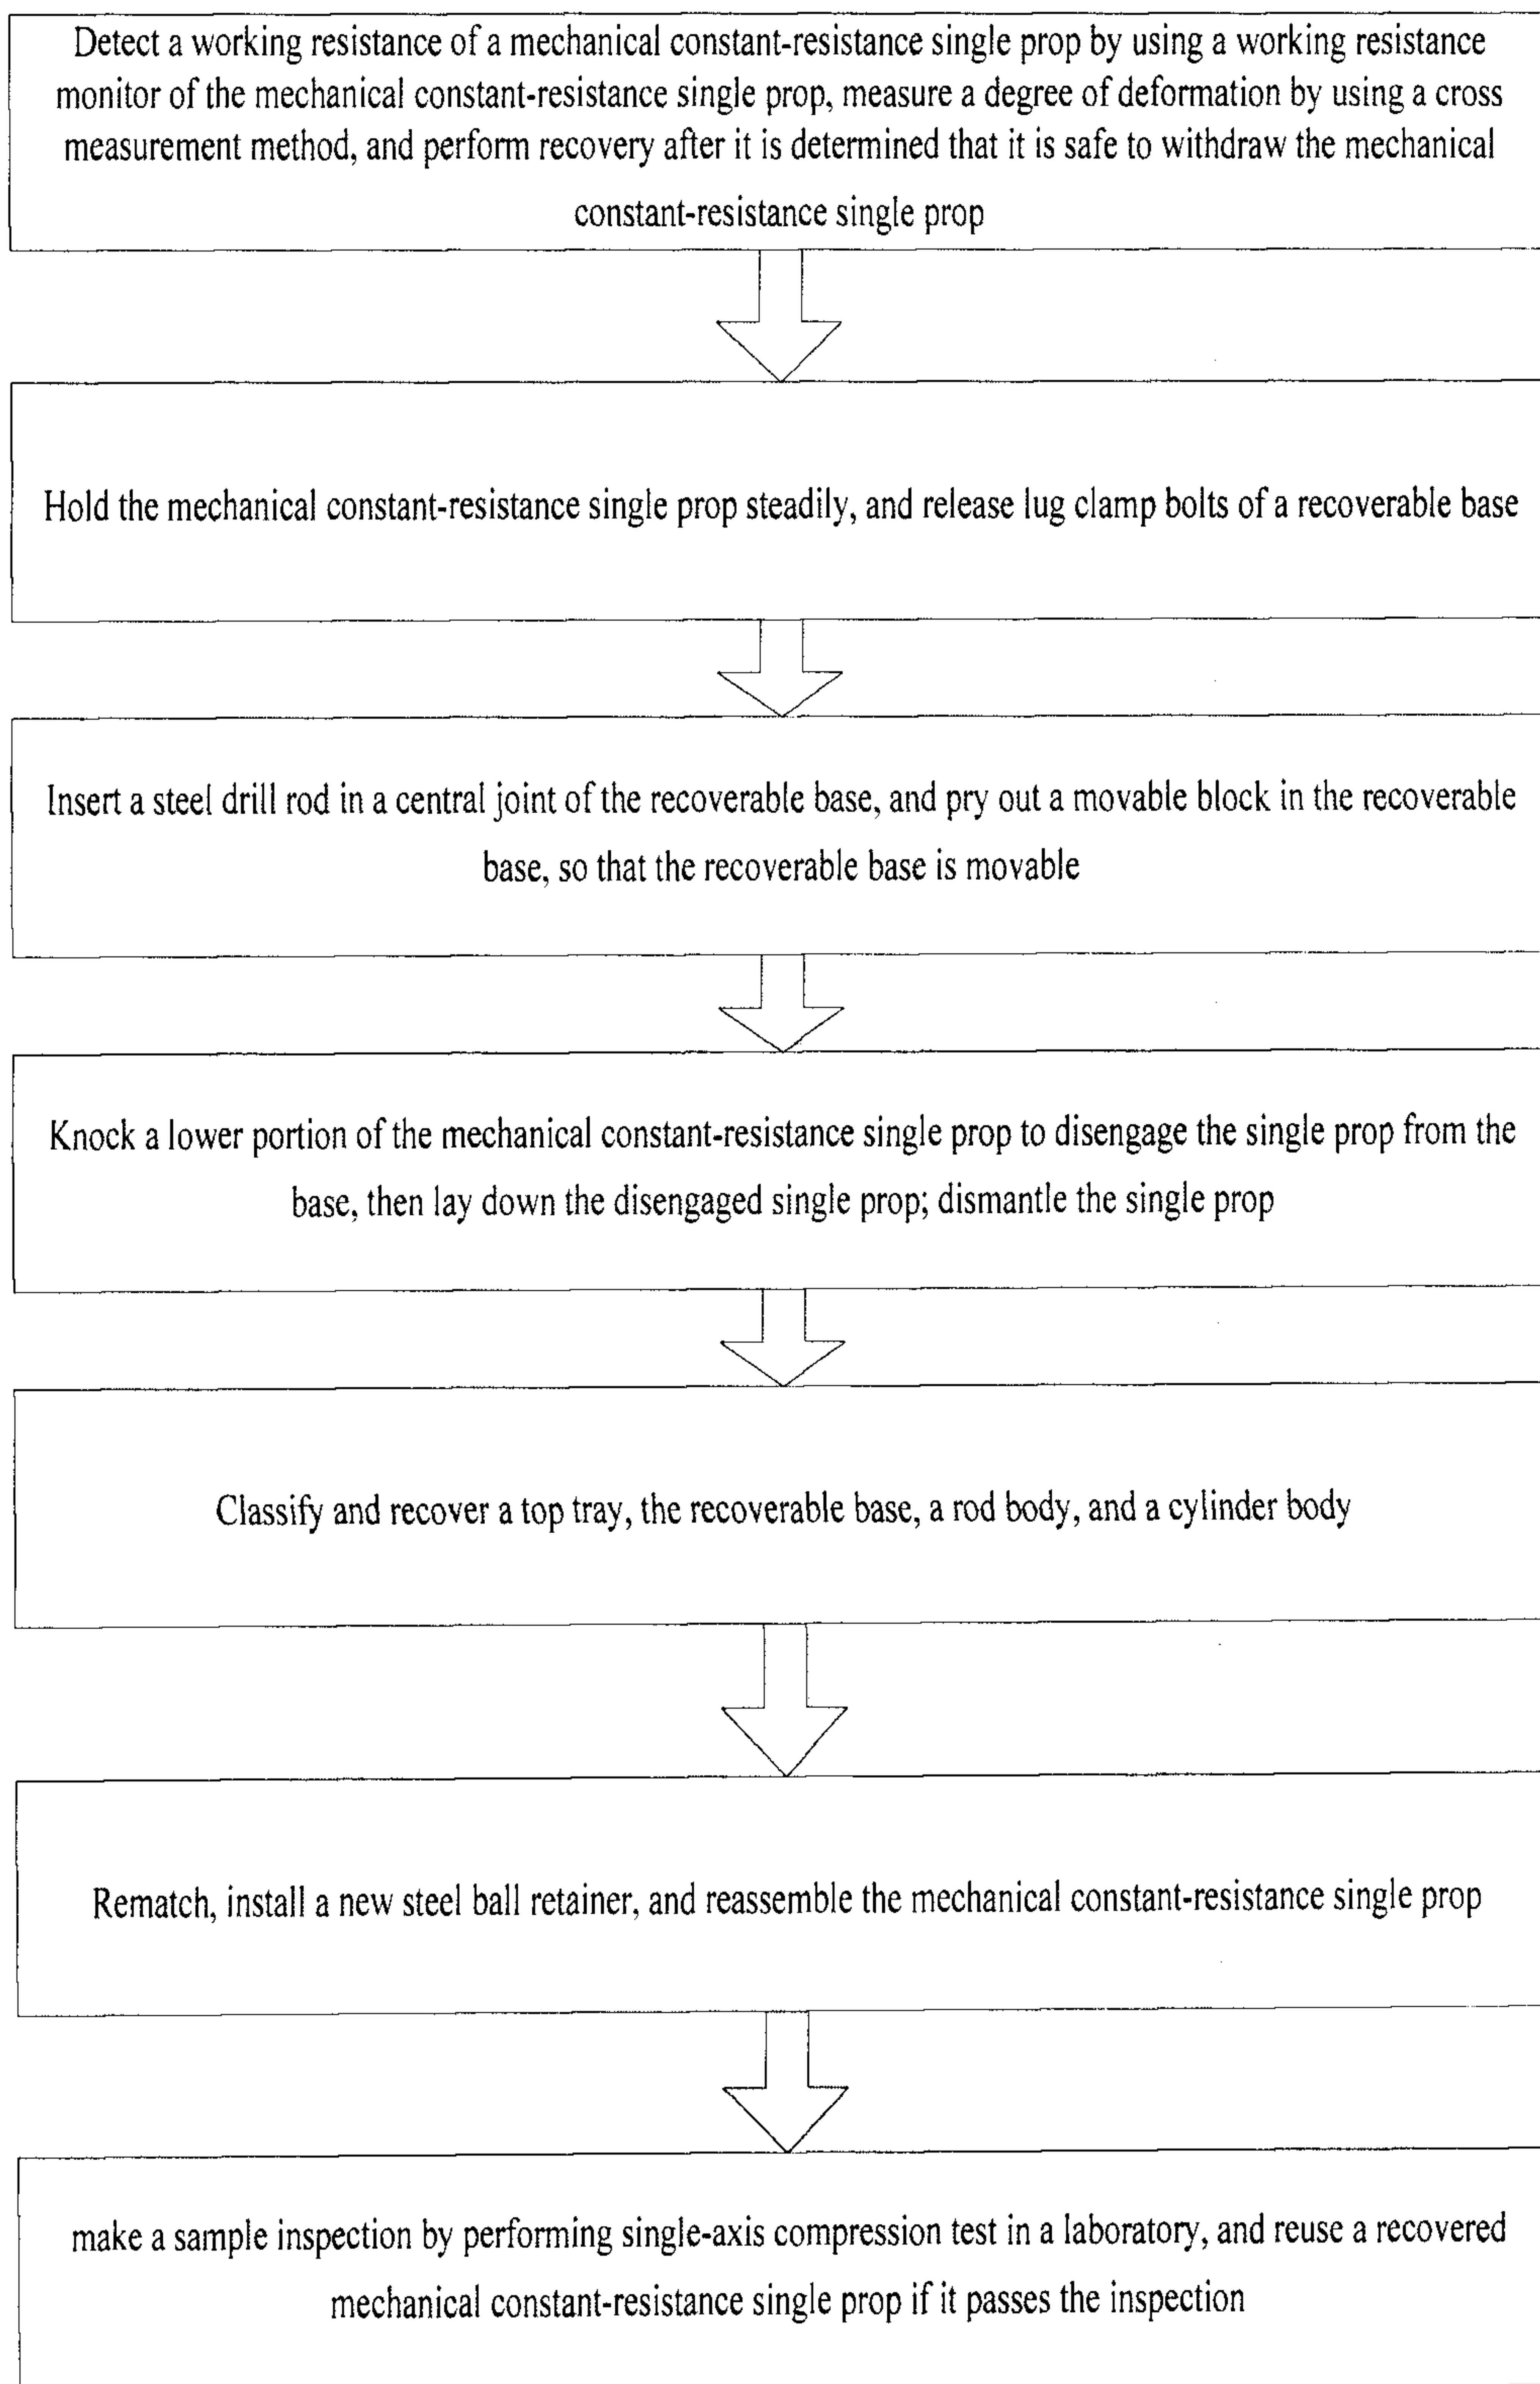 Detect a working resistance of a mechanical constant-resistance single prop by using a working resistance
monitor of the mechanical constant-resistance single prop, measure a degree of deformation by using a cross
measurement method, and perform recovery after it is determined that it is safe to withdraw the mechanical
constant-resistance single prop
Hold the mechanical constant-resistance single prop steadily, and release lug clamp bolts of a recoverable base
Insert a steel drill rod in a central joint of the recoverable base, and pry out a movable block in the recoverable
base, so that the recoverable base is movable
Knock a lower portion of the mechanical constant-resistance single prop to disengage the single prop from the
base, then lay down the disengaged single prop; dismantle the single prop
Classify and recover a top tray, the recoverable base, a rod body, and a cylinder body
Rematch, install a new steel ball retainer, and reassemble the mechanical constant-resistance single prop
make a sample inspection by performing single-axis compression test in a laboratory, and reuse a recovered
mechanical constant-resistance single prop if it passes the inspection